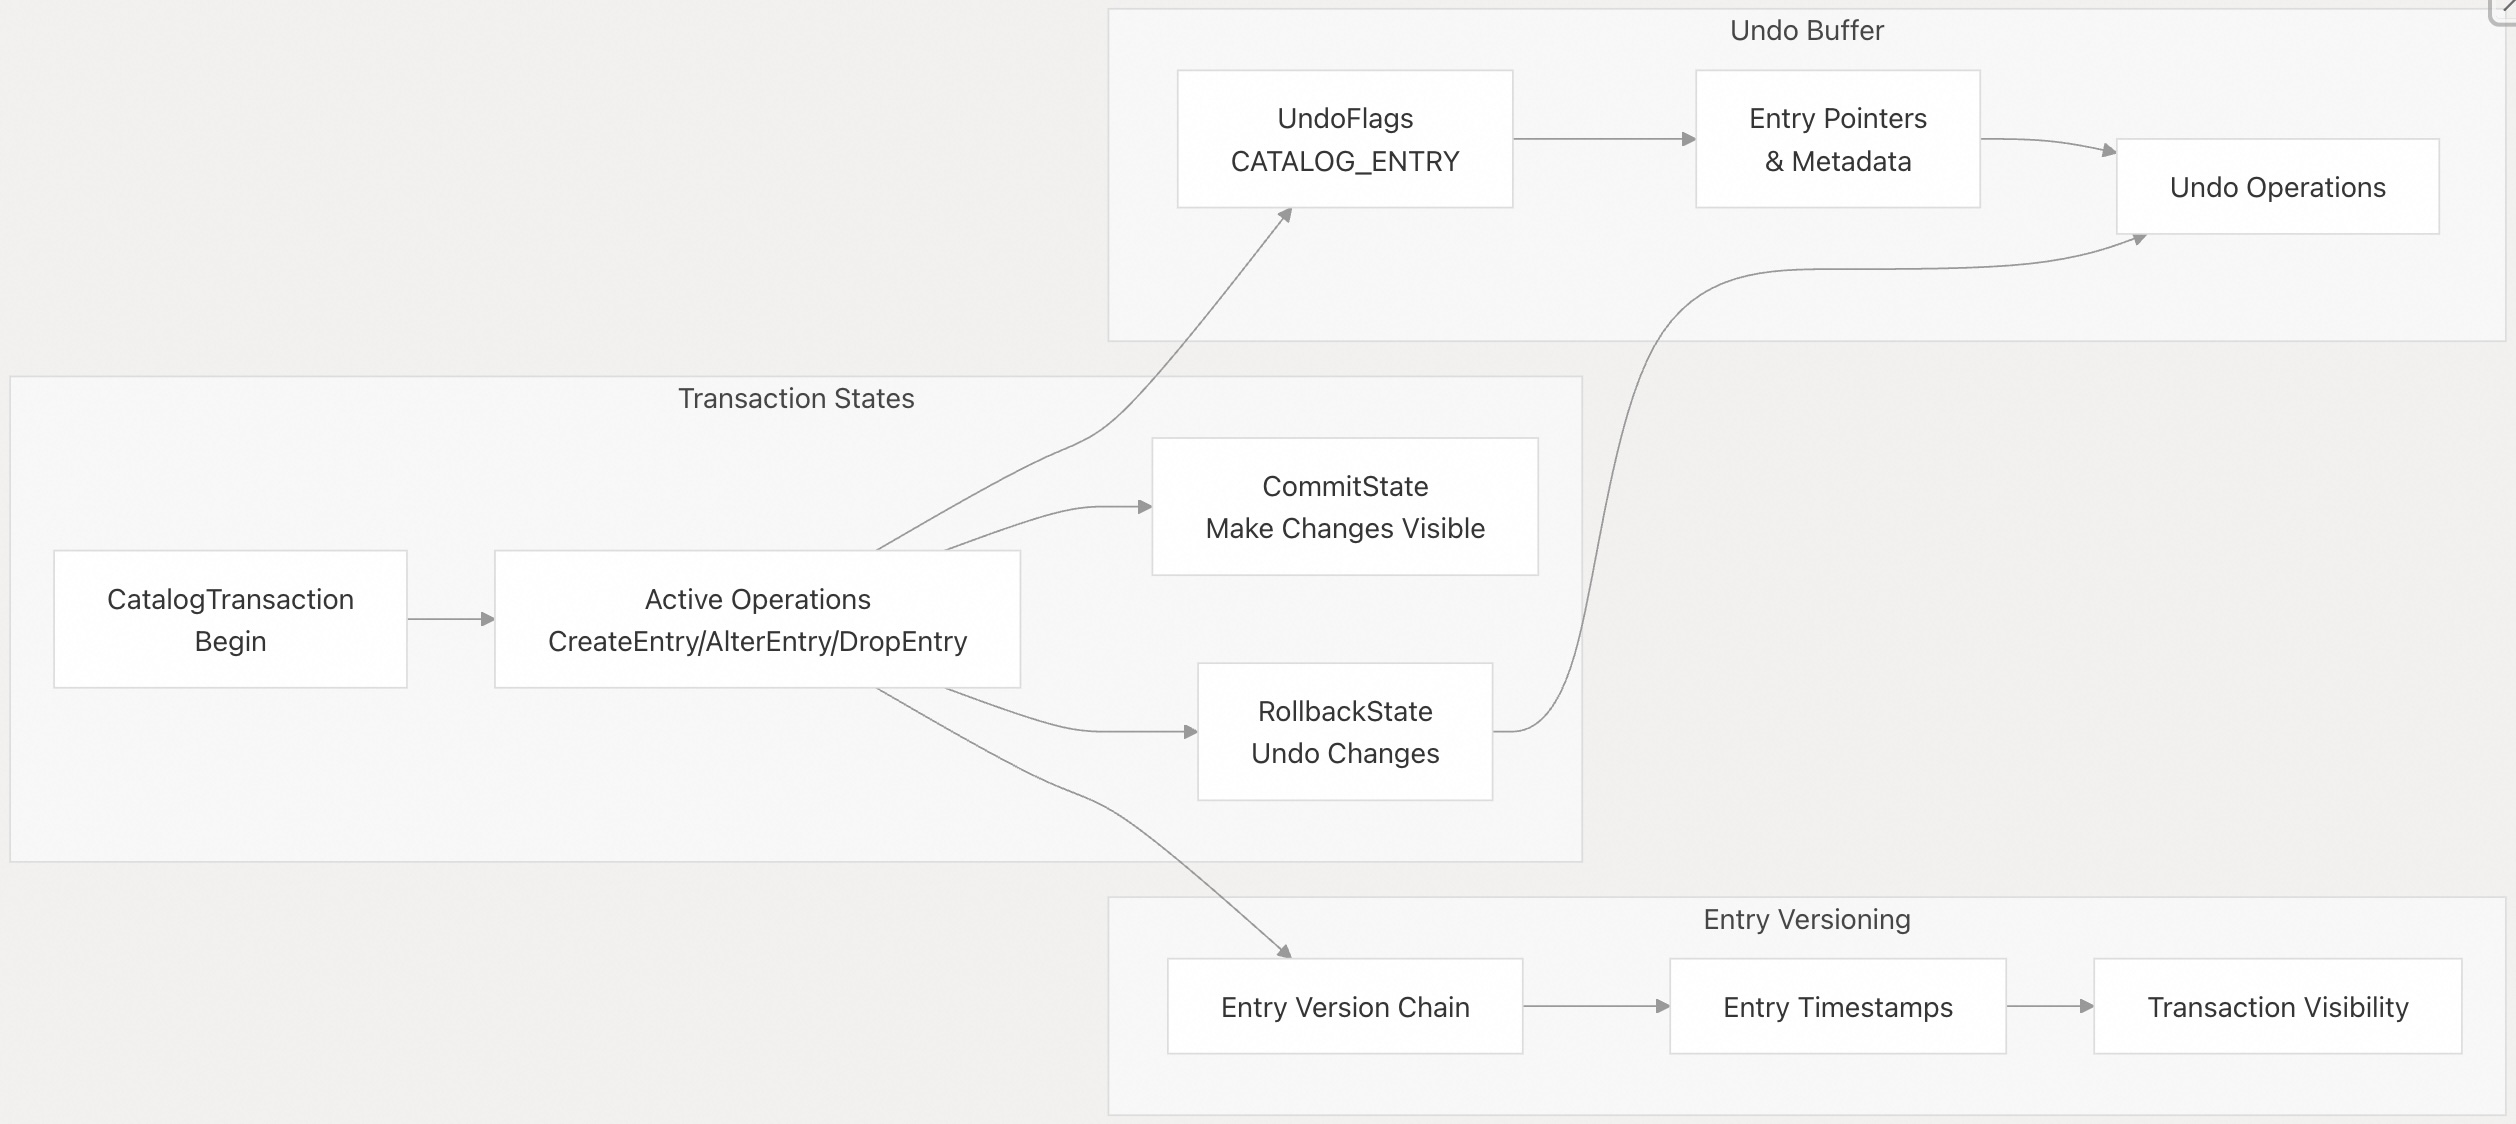 Undo Buffer
UndoFlags
CATALOG_ENTRY
Entry Pointers
& Metadata
Undo Operations
Transaction States
CommitState
Make Changes Visible
CatalogTransaction
Begin
Active Operations
CreateEntry/AlterEntry/DropEntry
RollbackState
Undo Changes
Entry Versioning
Entry Version Chain
Entry Timestamps
Transaction Visibility